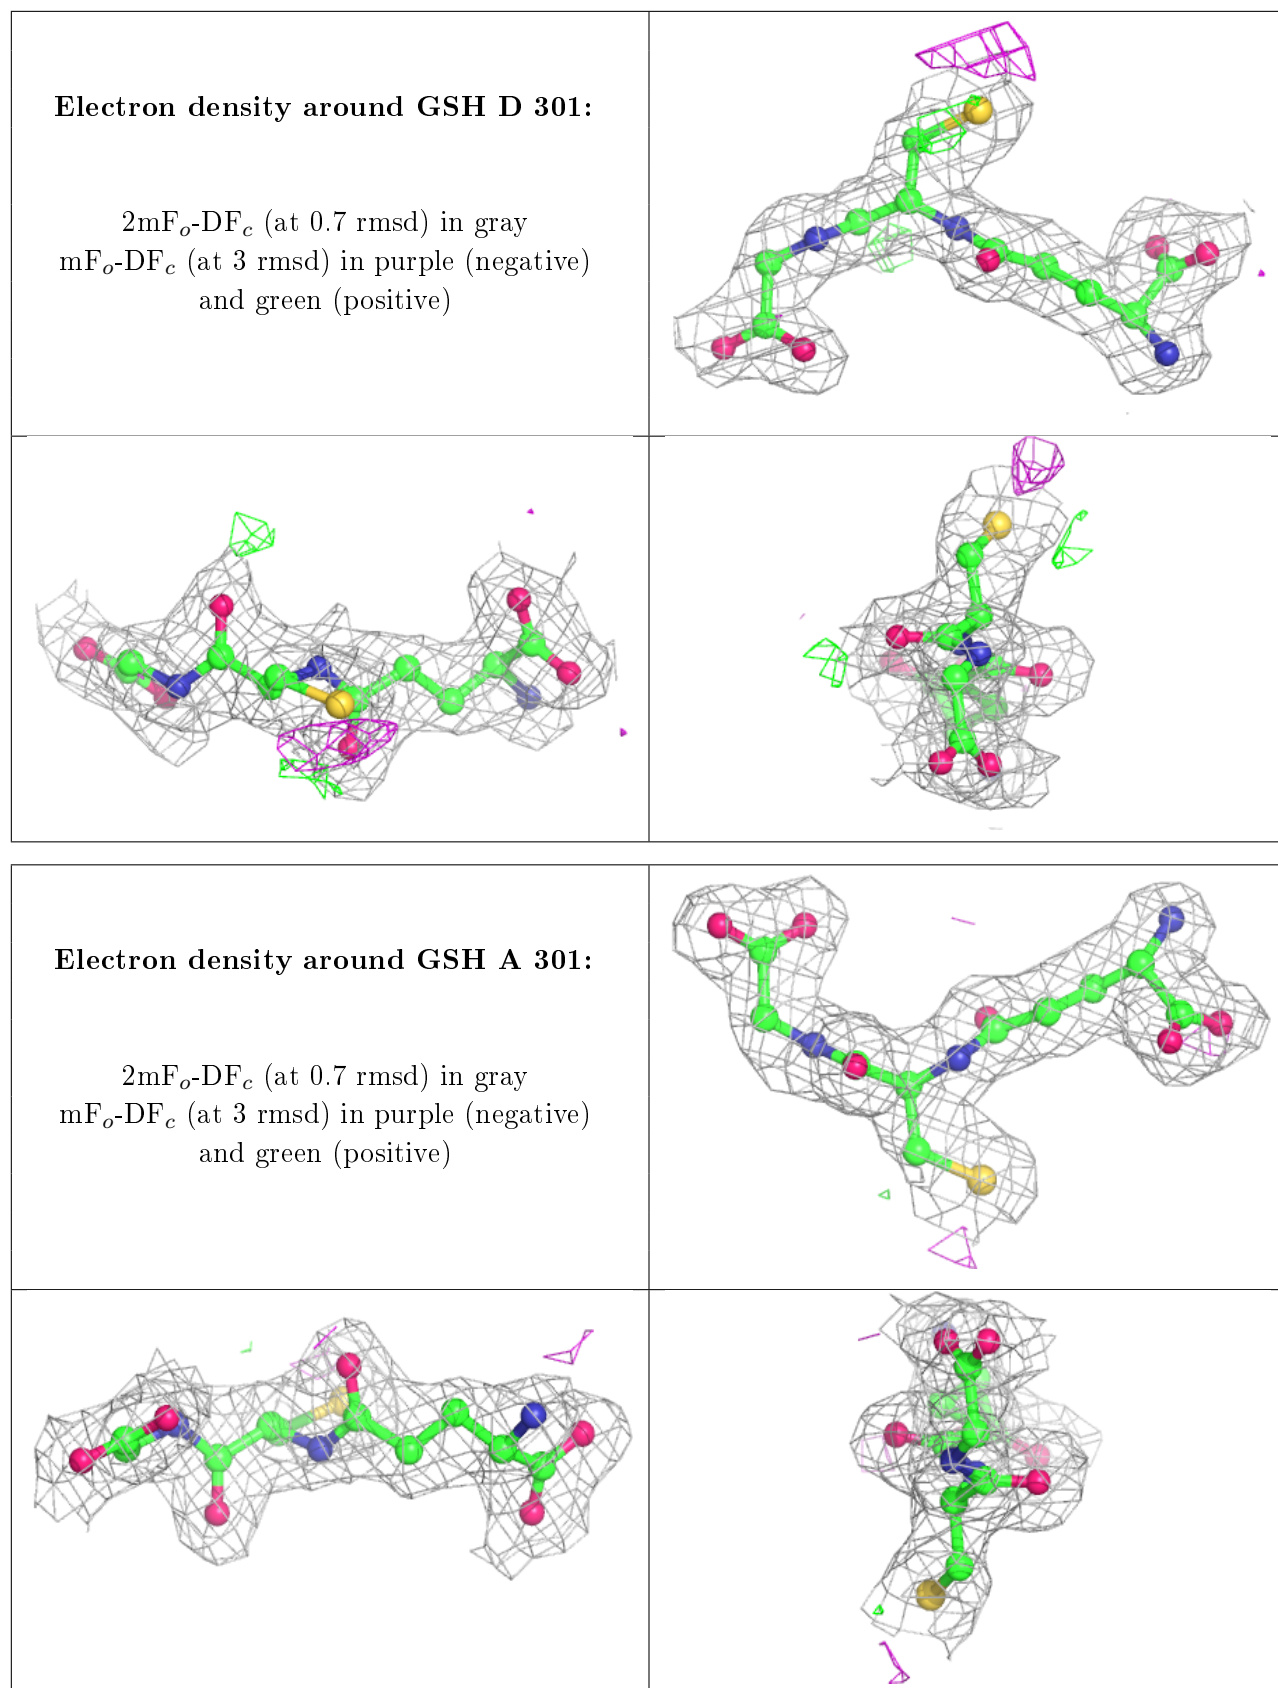 Electron density around GSH D 301:
2mFₒ-DF𝒸 (at 0.7 rmsd) in gray
mFₒ-DF𝒸 (at 3 rmsd) in purple (negative)
and green (positive)
Electron density around GSH A 301:
2mFₒ-DF𝒸 (at 0.7 rmsd) in gray
mFₒ-DF𝒸 (at 3 rmsd) in purple (negative)
and green (positive)